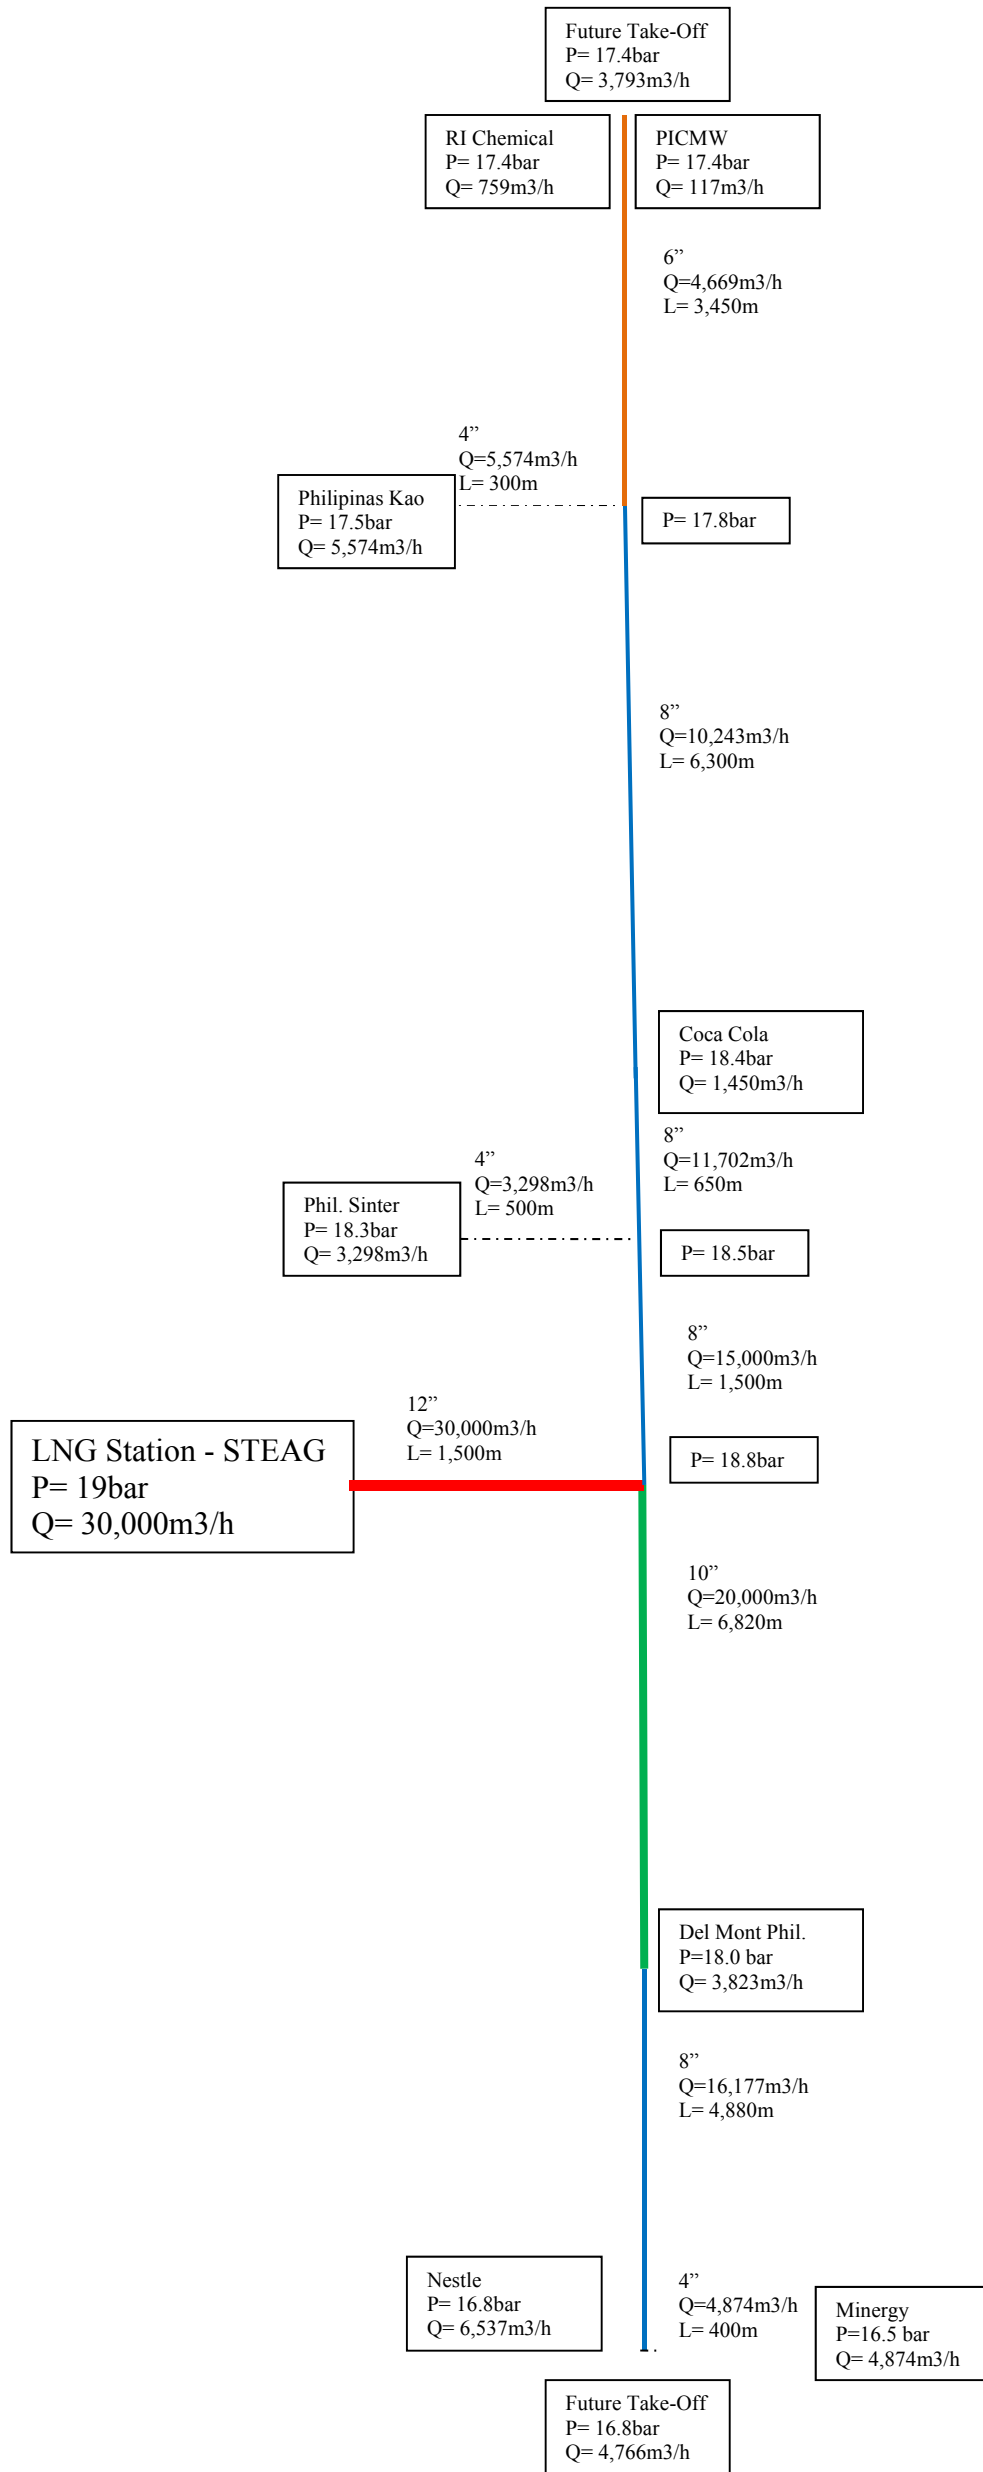 Future Take-Off
P= 17.4bar
Q= 3,793m3/h
RI Chemical
P= 17.4bar
Q= 759m3/h
PICMW
P= 17.4bar
Q= 117m3/h
6”
Q=4,669m3/h
L= 3,450m
4”
Q=5,574m3/h
L= 300m
Philipinas Kao
P= 17.5bar
Q= 5,574m3/h
P= 17.8bar
8”
Q=10,243m3/h
L= 6,300m
Coca Cola
P= 18.4bar
Q= 1,450m3/h
8”
Q=11,702m3/h
L= 650m
4”
Q=3,298m3/h
L= 500m
Phil. Sinter
P= 18.3bar
Q= 3,298m3/h
P= 18.5bar
8”
Q=15,000m3/h
L= 1,500m
12”
Q=30,000m3/h
L= 1,500m
LNG Station - STEAG
P= 19bar
Q= 30,000m3/h
P= 18.8bar
10”
Q=20,000m3/h
L= 6,820m
Del Mont Phil.
P=18.0 bar
Q= 3,823m3/h
8”
Q=16,177m3/h
L= 4,880m
Nestle
P= 16.8bar
Q= 6,537m3/h
4”
Q=4,874m3/h
L= 400m
Minergy
P=16.5 bar
Q= 4,874m3/h
Future Take-Off
P= 16.8bar
Q= 4,766m3/h